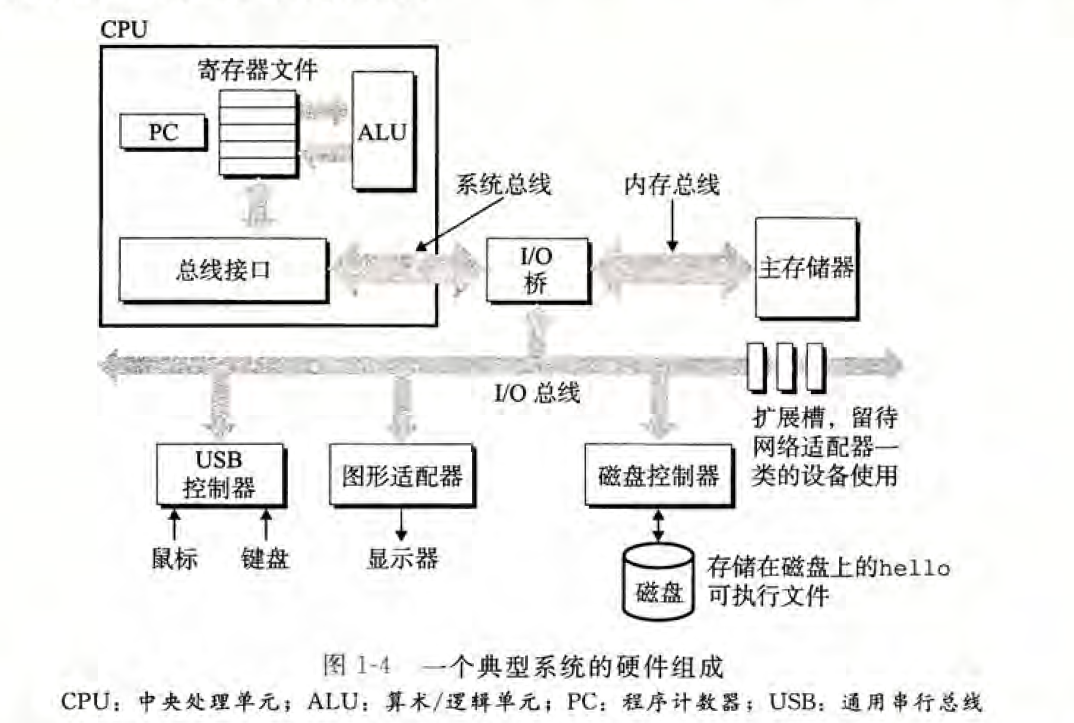 CPU
寄存器文件
PC
ALU
系统总线
内存总线
总线接口
I/O
桥
主存储器
I/O 总线
扩展槽，留待
网络适配器一
类的设备使用
USB
控制器
图形适配器
磁盘控制器
鼠标
键盘
显示器
磁盘
存储在磁盘上的hello
可执行文件
图 1-4 一个典型系统的硬件组成
CPU：中央处理单元；ALU：算术/逻辑单元；PC：程序计数器；USB：通用串行总线